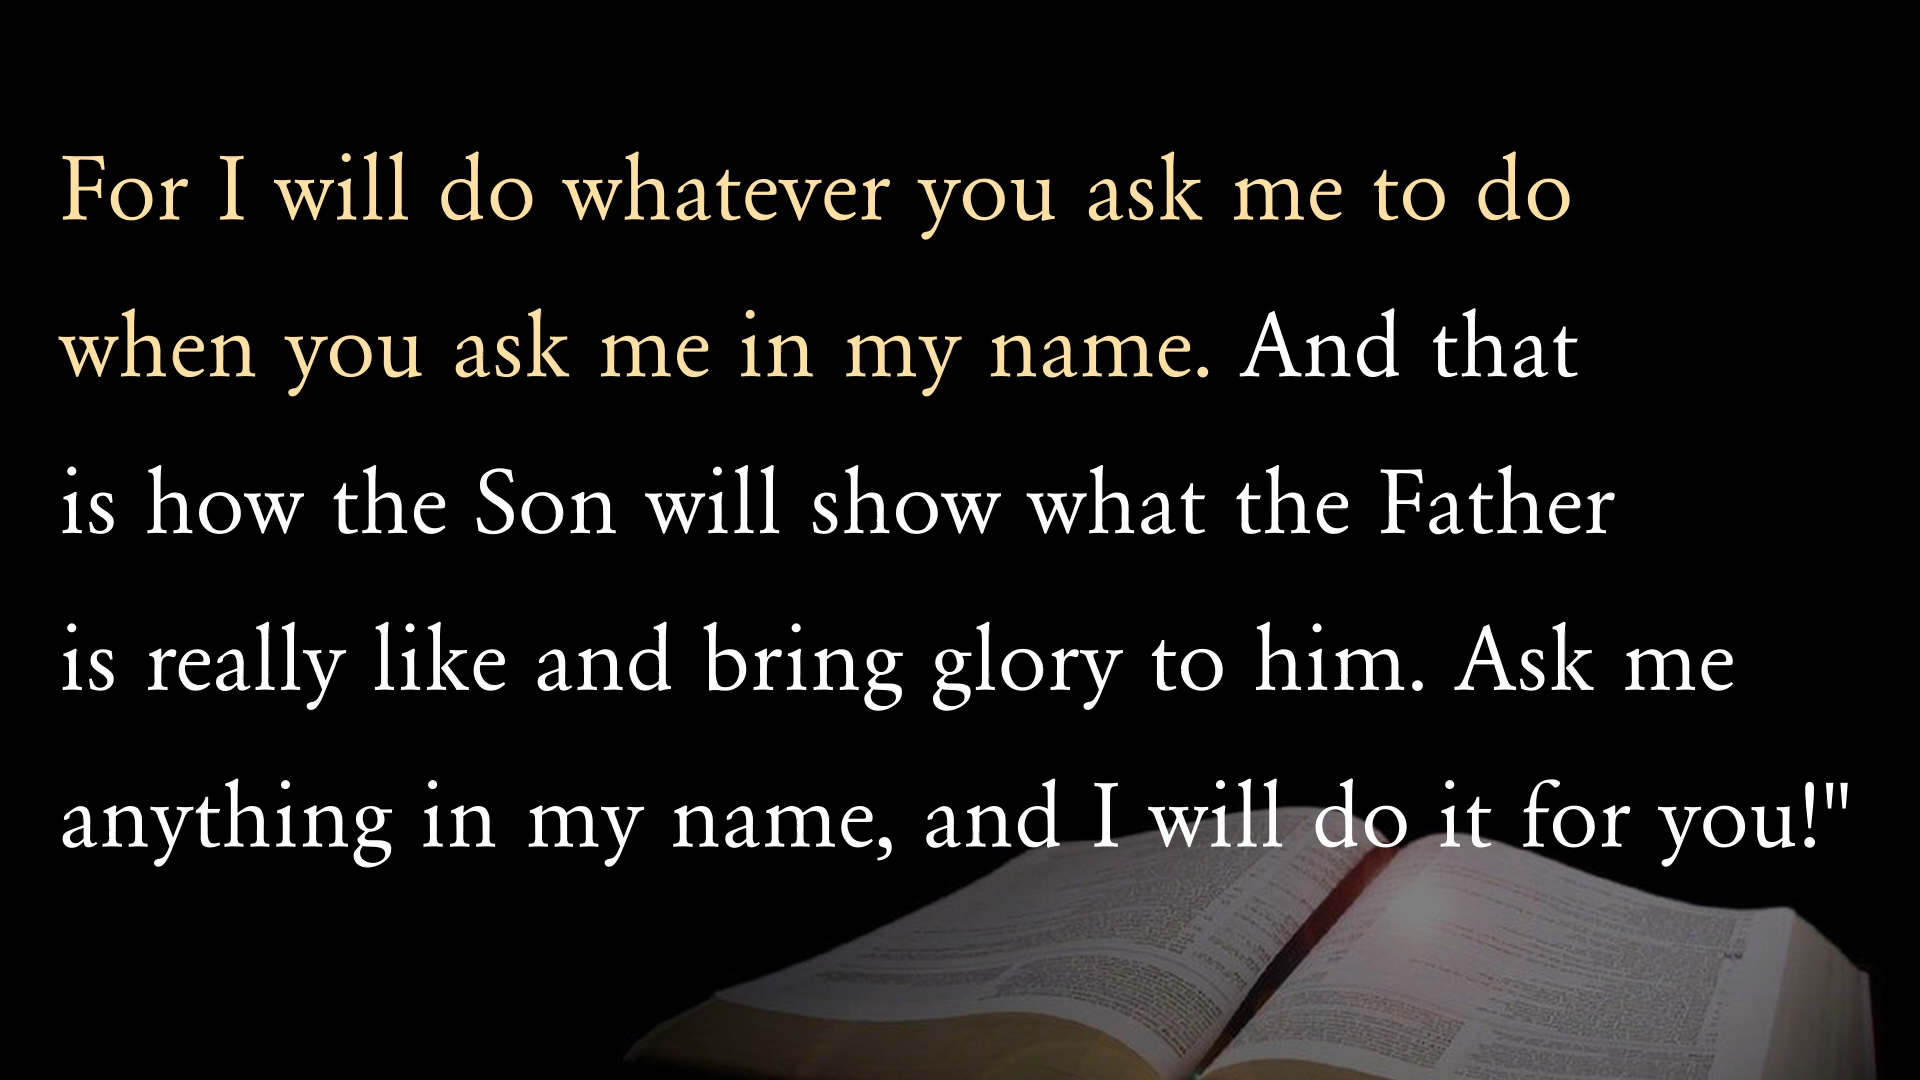 For I will do whatever you ask me to do
when you ask me in my name. And that
is how the Son will show what the Father
is really like and bring glory to him. Ask me
anything in my name, and I will do it for you!"